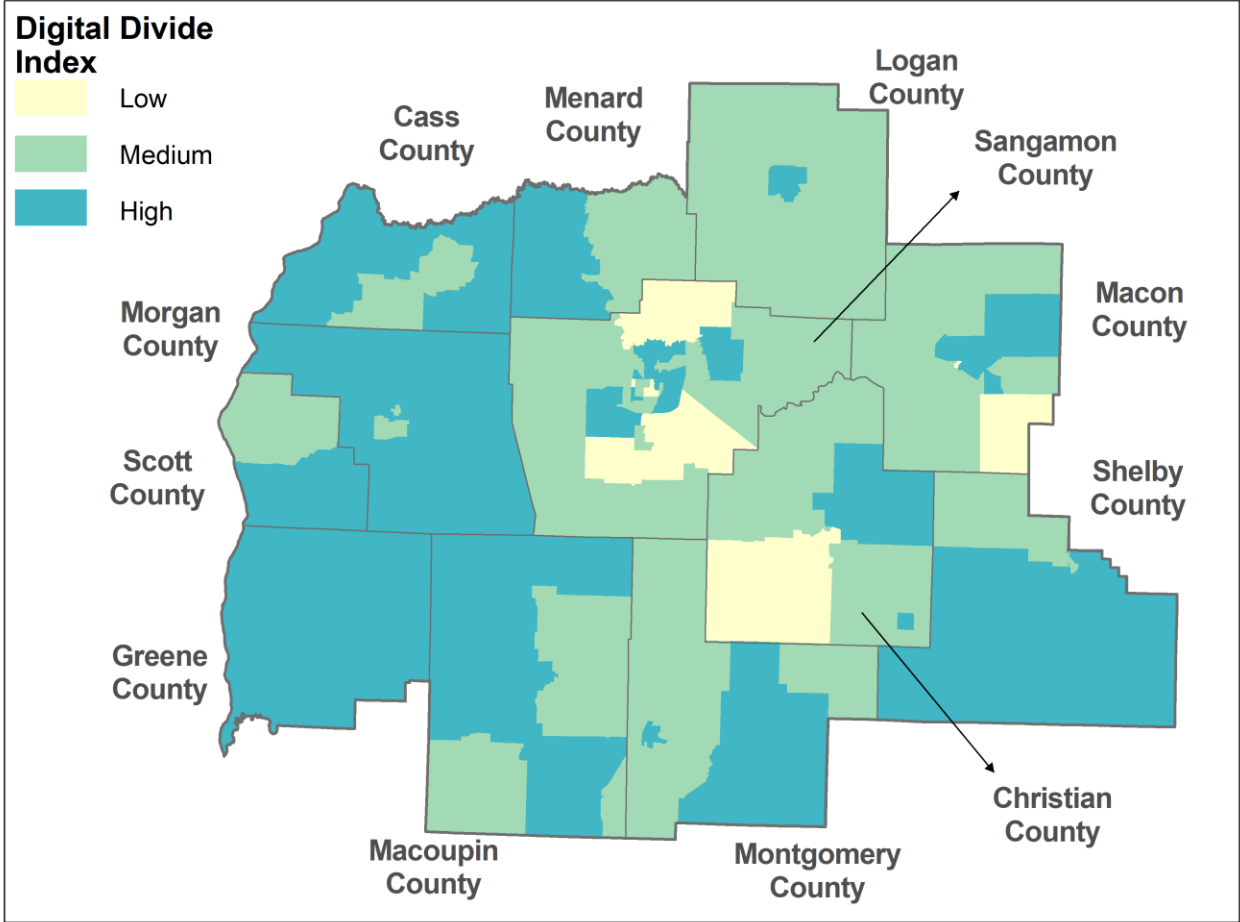 Digital Divide
Index
Low
Medium
High
Cass
County
Menard
County
Logan
County
Sangamon
County
Morgan
County
Macon
County
Scott
County
Shelby
County
Greene
County
Christian
County
Macoupin
County
Montgomery
County